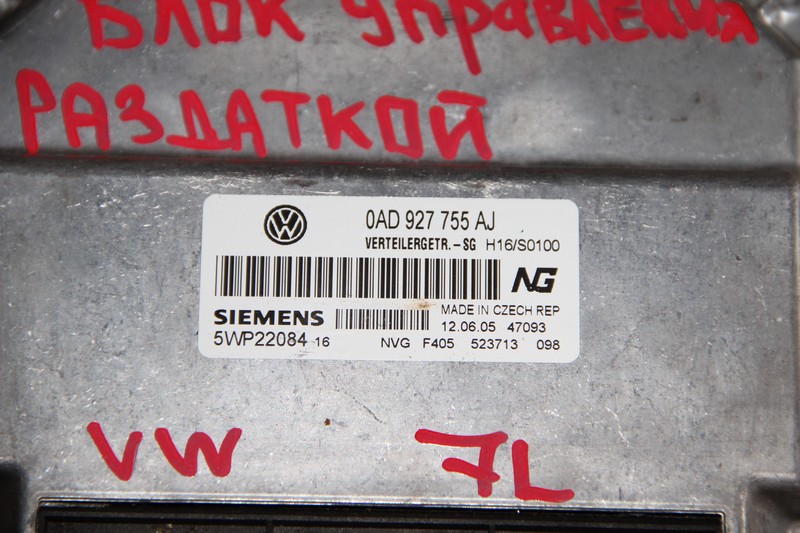 Блок управления
РАЗДАТКОЙ
VW
0AD 927 755 AJ
VERTEILERGETR.-SG H16/S0100
NG
SIEMENS
MADE IN CZECH REP
12.06.05 47093
5WP22084 16
NVG F405 523713 098
VW 7L